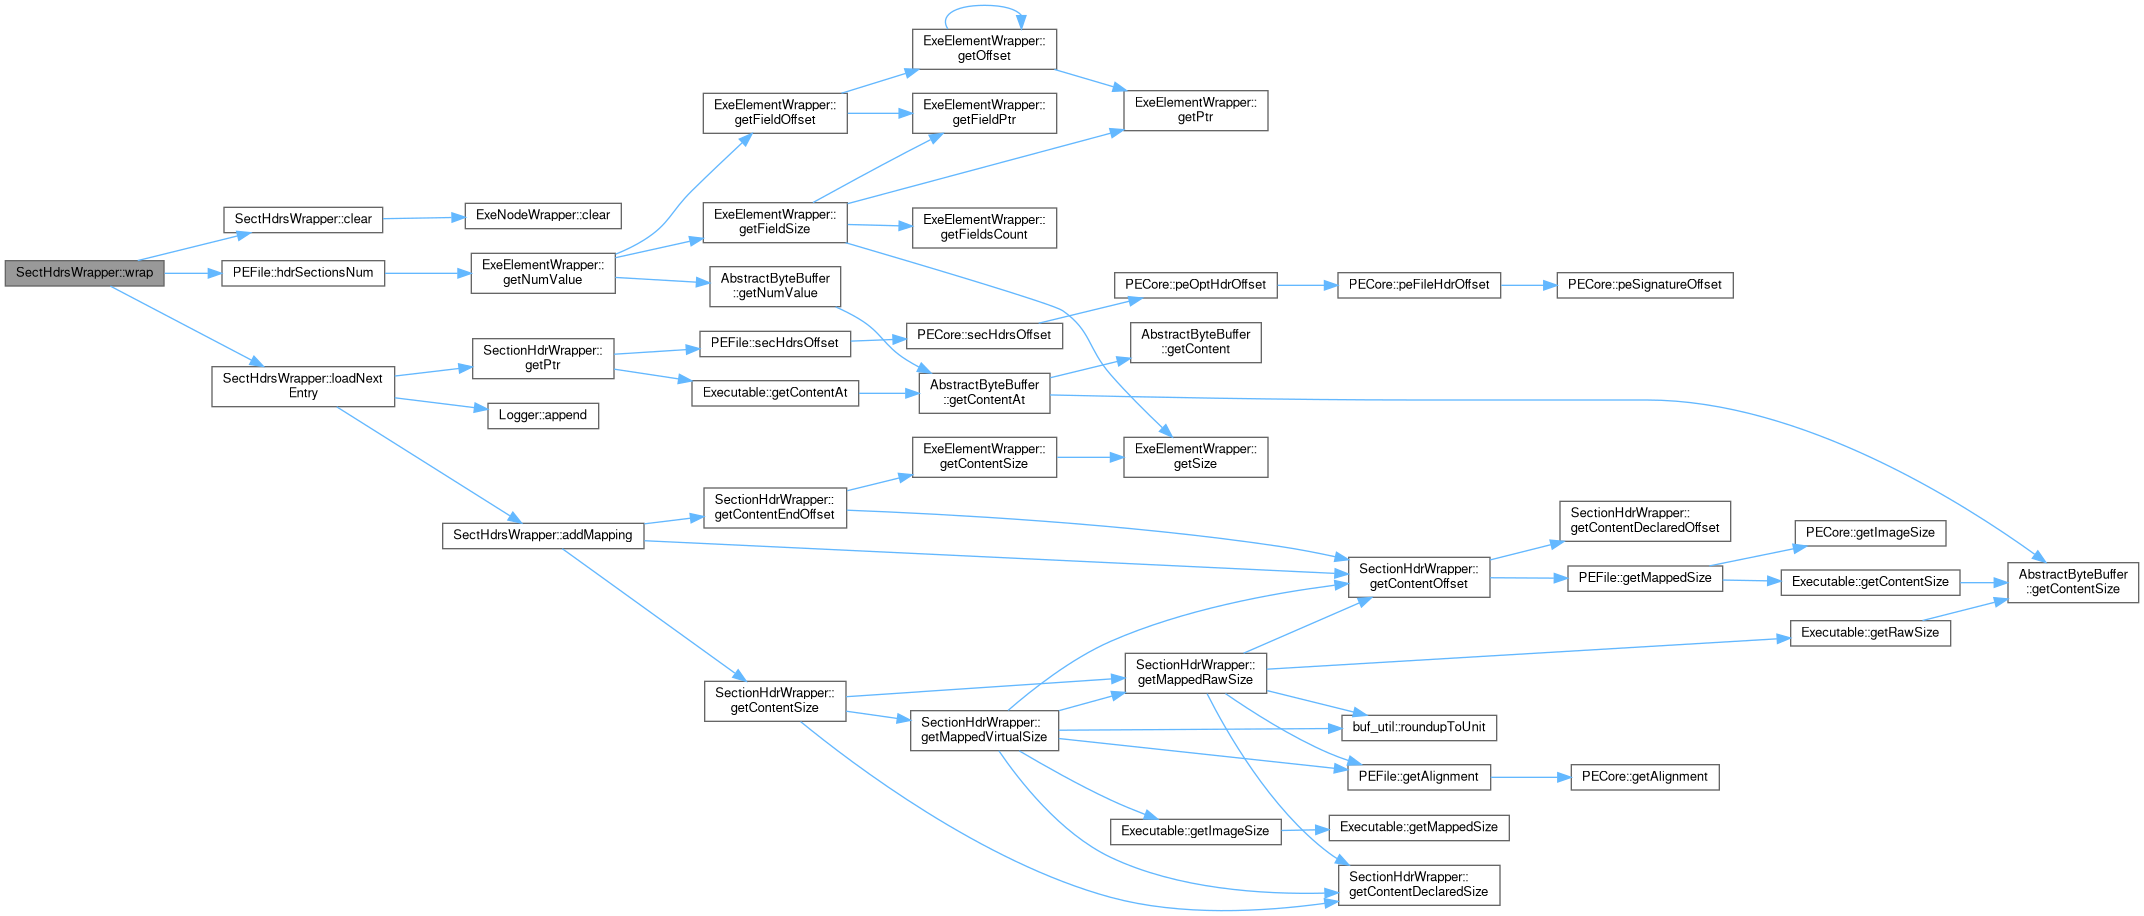 ExeElementWrapper::
getOffset
ExeElementWrapper::
getFieldOffset
ExeElementWrapper::
getFieldPtr
ExeElementWrapper::
getPtr
SectHdrsWrapper::clear
ExeNodeWrapper::clear
ExeElementWrapper::
getFieldSize
ExeElementWrapper::
getFieldsCount
SectHdrsWrapper::wrap
PEFile::hdrSectionsNum
ExeElementWrapper::
getNumValue
AbstractByteBuffer
::getNumValue
PECore::peOptHdrOffset
PECore::peFileHdrOffset
PECore::peSignatureOffset
SectHdrsWrapper::loadNext
Entry
SectionHdrWrapper::
getPtr
PEFile::secHdrsOffset
PECore::secHdrsOffset
AbstractByteBuffer
::getContent
Executable::getContentAt
AbstractByteBuffer
::getContentAt
Logger::append
ExeElementWrapper::
getContentSize
ExeElementWrapper::
getSize
SectHdrsWrapper::addMapping
SectionHdrWrapper::
getContentEndOffset
SectionHdrWrapper::
getContentDeclaredOffset
PECore::getImageSize
SectionHdrWrapper::
getContentOffset
PEFile::getMappedSize
Executable::getContentSize
AbstractByteBuffer
::getContentSize
Executable::getRawSize
SectionHdrWrapper::
getContentSize
SectionHdrWrapper::
getMappedRawSize
SectionHdrWrapper::
getMappedVirtualSize
buf_util::roundupToUnit
PEFile::getAlignment
PECore::getAlignment
Executable::getImageSize
Executable::getMappedSize
SectionHdrWrapper::
getContentDeclaredSize